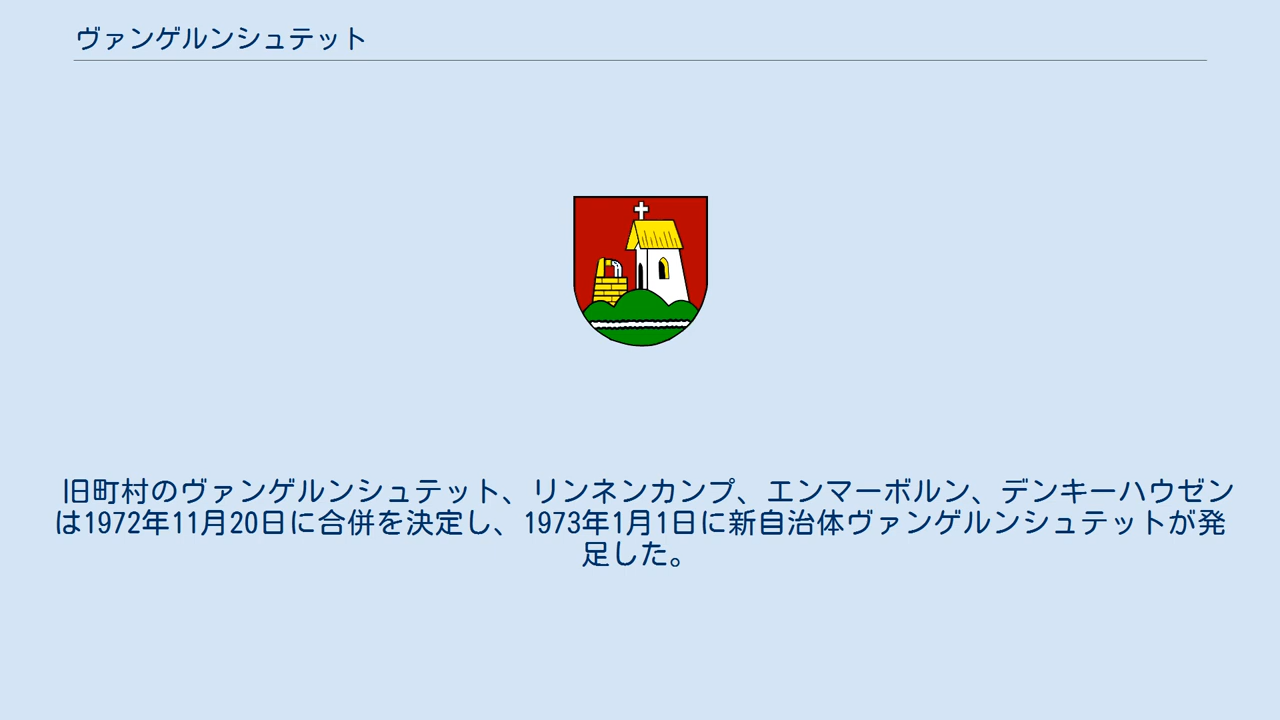 ヴァンゲルンシュテット
旧町村のヴァンゲルンシュテット、リンネンカンプ、エンマーボルン、デンキーハウゼン
は1972年11月20日に合併を決定し、1973年1月1日に新自治体ヴァンゲルンシュテットが発
足した。